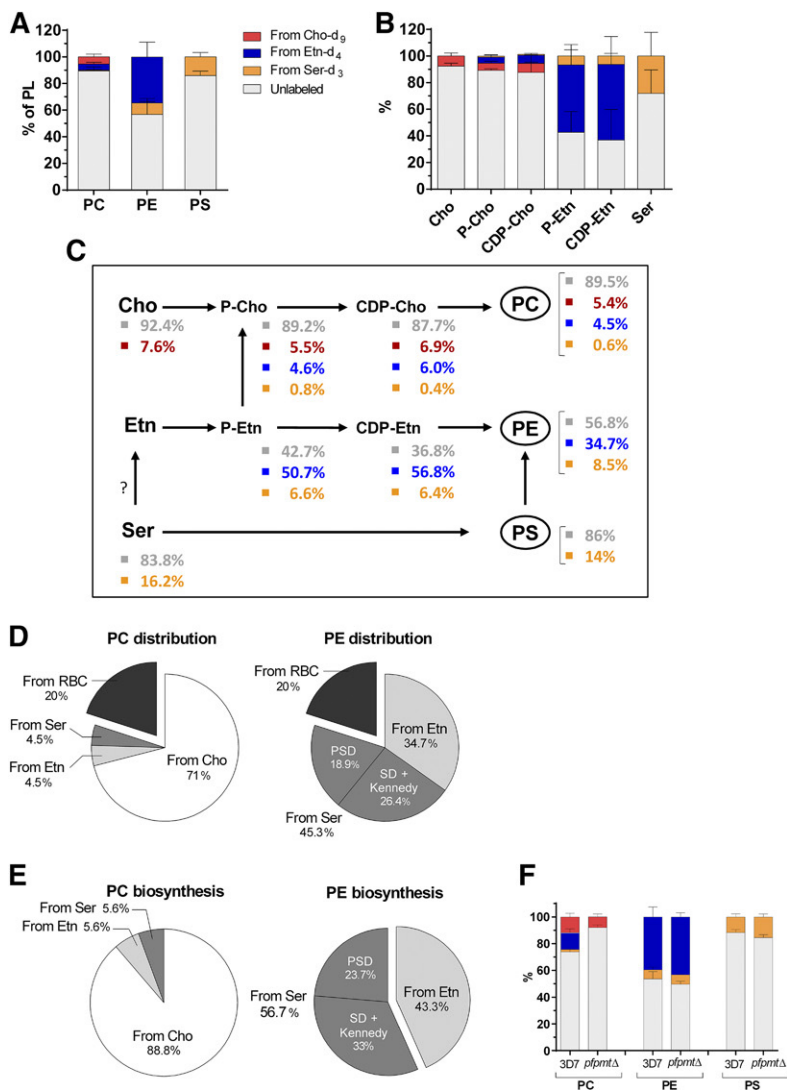 A
120
100
80
60
40
20
0
% of PL
PC PE PS
From Cho-d9
From Etn-d4
From Ser-d3
Unlabeled
B
120
100
80
60
40
20
0
%
Cho
P-Cho
CDP-Cho
P-Etn
CDP-Etn
Ser
C
Cho P-Cho CDP-Cho PC
92.4% 89.2% 87.7% 89.5%
7.6% 5.5% 6.9% 5.4%
4.6% 6.0% 4.5%
0.8% 0.4% 0.6%
Etn P-Etn CDP-Etn PE
42.7% 36.8% 56.8%
50.7% 56.8% 34.7%
6.6% 6.4% 8.5%
?
Ser PS
83.8% 86%
16.2% 14%
D
PC distribution
From RBC
20%
From Ser
4.5%
From Etn
4.5%
From Cho
71%
PE distribution
From RBC
20%
From Etn
34.7%
PSD
18.9%
SD +
Kennedy
26.4%
From Ser
45.3%
E
PC biosynthesis
From Ser 5.6%
From Etn 5.6%
From Cho
88.8%
PE biosynthesis
PSD
23.7%
From Ser
56.7%
SD +
Kennedy
33%
From Etn
43.3%
F
100
80
60
40
20
0
%
3D7 pfpmtΔ 3D7 pfpmtΔ 3D7 pfpmtΔ
PC PE PS